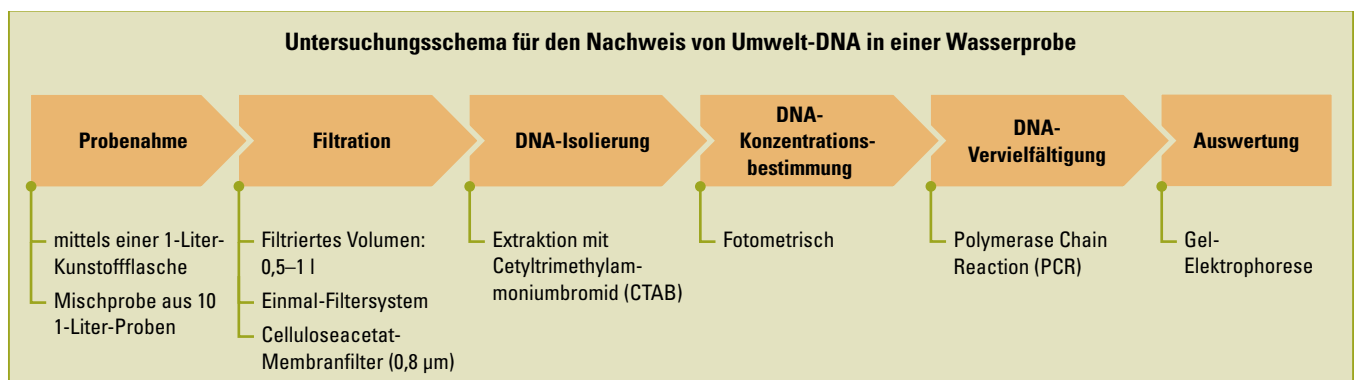 Untersuchungsschema für den Nachweis von Umwelt-DNA in einer Wasserprobe
Probenahme
mittels einer 1-Liter-
Kunststoffflasche
Mischprobe aus 10
1-Liter-Proben
Filtration
Filtriertes Volumen:
0,5–1 l
Einmal-Filtersystem
Celluloseacetat-
Membranfilter (0,8 µm)
DNA-Isolierung
Extraktion mit
Cetyltrimethylam-
moniumbromid (CTAB)
DNA-
Konzentrations-
bestimmung
Fotometrisch
DNA-
Vervielfältigung
Polymerase Chain
Reaction (PCR)
Auswertung
Gel-
Elektrophorese